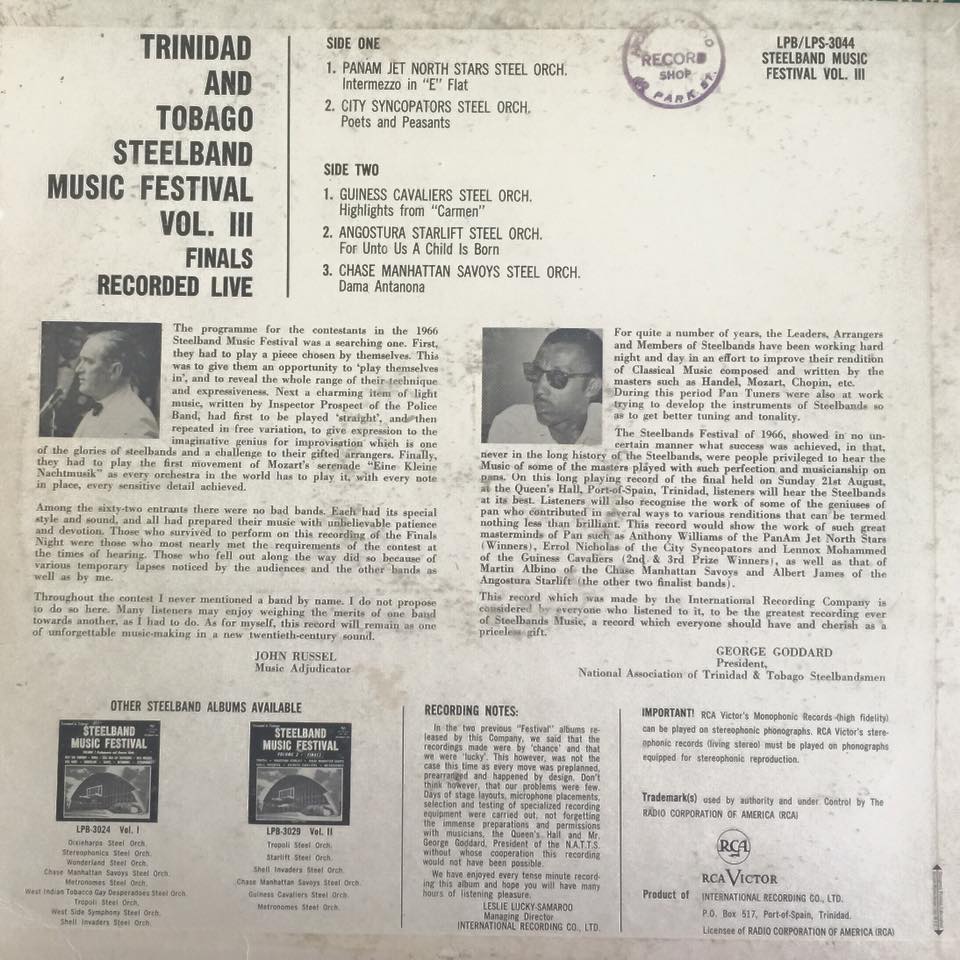 TRINIDAD
AND
TOBAGO
STEELBAND
MUSIC FESTIVAL
VOL. III
FINALS
RECORDED LIVE
SIDE ONE
1. PANAM JET NORTH STARS STEEL ORCH.
Intermezzo in "E" Flat
2. CITY SYNCOPATORS STEEL ORCH.
Poets and Peasants
SIDE TWO
1. GUINESS CAVALIERS STEEL ORCH.
Highlights from "Carmen"
2. ANGOSTURA STARLIFT STEEL ORCH.
For Unto Us A Child Is Born
3. CHASE MANHATTAN SAVOYS STEEL ORCH.
Dama Antanona
RECORD
SHOP
PARK ST.
LPB/LPS-3044
STEELBAND MUSIC
FESTIVAL VOL. III
The programme for the contestants in the 1966
Steelband Music Festival was a searching one. First,
they had to play a piece chosen by themselves. This
was to give them an opportunity to 'play themselves
in', and to reveal the whole range of their technique
and expressiveness. Next a charming item of light
music, written by Inspector Prospect of the Police
Band, had first to be played 'straight', and then
repeated in free variation, to give expression to the
imaginative genius for improvisation which is one
of the glories of steelbands and a challenge to their gifted arrangers. Finally,
they had to play the first movement of Mozart's serenade "Eine Kleine
Nachtmusik" as every orchestra in the world has to play it, with every note
in place, every sensitive detail achieved.
Among the sixty-two entrants there were no bad bands. Each had its special
style and sound, and all had prepared their music with unbelievable patience
and devotion. Those who survived to perform on this recording of the Finals
Night were those who most nearly met the requirements of the contest at
the times of hearing. Those who fell out along the way did so because of
various temporary lapses noticed by the audiences and the other bands as
well as by me.
Throughout the contest I never mentioned a band by name. I do not propose
to do so here. Many listeners may enjoy weighing the merits of one band
towards another, as I had to do. As for myself, this record will remain as one
of unforgettable music-making in a new twentieth-century sound.
JOHN RUSSEL
Music Adjudicator
For quite a number of years, the Leaders, Arrangers
and Members of Steelbands have been working hard
night and day in an effort to improve their rendition
of Classical Music composed and written by the
masters such as Handel, Mozart, Chopin, etc.
During this period Pan Tuners were also at work
trying to develop the instruments of Steelbands so
as to get better tuning and tonality.
The Steelbands Festival of 1966, showed in no un-
certain manner what success was achieved, in that,
never in the long history of the Steelbands, were people privileged to hear the
Music of some of the masters played with such perfection and musicianship on
pans. On this long playing record of the final held on Sunday 21st August,
at the Queen's Hall, Port-of-Spain, Trinidad, listeners will hear the Steelbands
at its best. Listeners will also recognise the work of some of the geniuses of
pan who contributed in several ways to various renditions that can be termed
nothing less than brilliant. This record would show the work of such great
masterminds of Pan such as Anthony Williams of the PanAm Jet North Stars
(Winners), Errol Nicholas of the City Syncopators and Lennox Mohammed
of the Guiness Cavaliers (2nd & 3rd Prize Winners), as well as that of
Martin Albino of the Chase Manhattan Savoys and Albert James of the
Angostura Starlift (the other two finalist bands).
This record which was made by the International Recording Company is
considered by everyone who listened to it, to be the greatest recording ever
of Steelbands Music, a record which everyone should have and cherish as a
priceless gift.
GEORGE GODDARD
President,
National Association of Trinidad & Tobago Steelbandsmen
OTHER STEELBAND ALBUMS AVAILABLE
STEELBAND
MUSIC FESTIVAL
LPB-3024 Vol. I
Dixieharps Steel Orch.
Stereophonics Steel Orch.
Wonderland Steel Orch.
Chase Manhattan Savoys Steel Orch.
Metronomes Steel Orch.
West Indian Tobacco Gay Desperadoes Steel Orch.
Tropoli Steel Orch.
West Side Symphony Steel Orch.
Shell Invaders Steel Orch.
STEELBAND
MUSIC FESTIVAL
VOLUME 2 - FINALS
LPB-3029 Vol. II
Tropoli Steel Orch.
Starlift Steel Orch.
Shell Invaders Steel Orch.
Chase Manhattan Savoys Steel Orch.
Guiness Cavaliers Steel Orch.
Metronomes Steel Orch.
RECORDING NOTES:
In the two previous "Festival" albums re-
leased by this Company, we said that the
recordings made were by 'chance' and that
we were 'lucky'. This however, was not the
case this time as every move was preplanned,
prearranged and happened by design. Don't
think however, that our problems were few.
Days of stage layouts, microphone placements,
selection and testing of specialized recording
equipment were carried out, not forgetting
the immense preparations and permissions
with musicians, the Queen's Hall and Mr.
George Goddard, President of the N.A.T.T.S.
without whose cooperation this recording
would not have been possible.
We have enjoyed every tense minute record-
ing this album and hope you will have many
hours of listening pleasure.
LESLIE LUCKY-SAMAROO
Managing Director
INTERNATIONAL RECORDING CO., LTD.
IMPORTANT! RCA Victor's Monophonic Records (high fidelity)
can be played on stereophonic phonographs. RCA Victor's stere-
ophonic records (living stereo) must be played on phonographs
equipped for stereophonic reproduction.
Trademark(s) used by authority and under Control by The
RADIO CORPORATION OF AMERICA (RCA)
RCA
RCA VICTOR
Product of INTERNATIONAL RECORDING CO., LTD.
P.O. Box 517, Port-of-Spain, Trinidad.
Licensee of RADIO CORPORATION OF AMERICA (RCA)